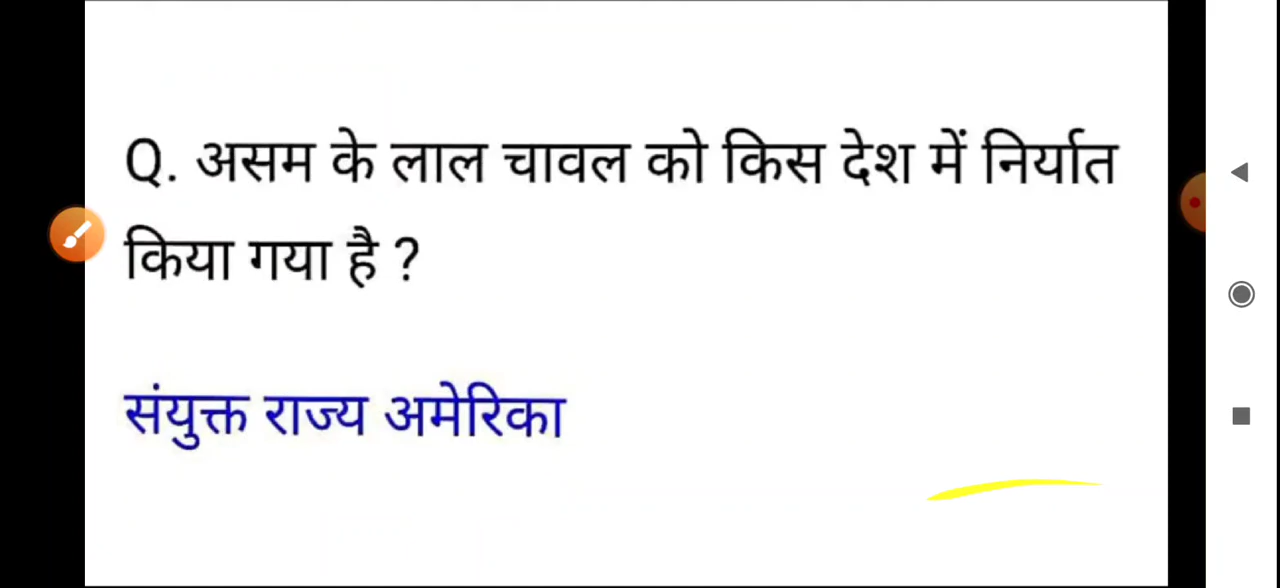 Q. असम के लाल चावल को किस देश में निर्यात
किया गया है ?
संयुक्त राज्य अमेरिका